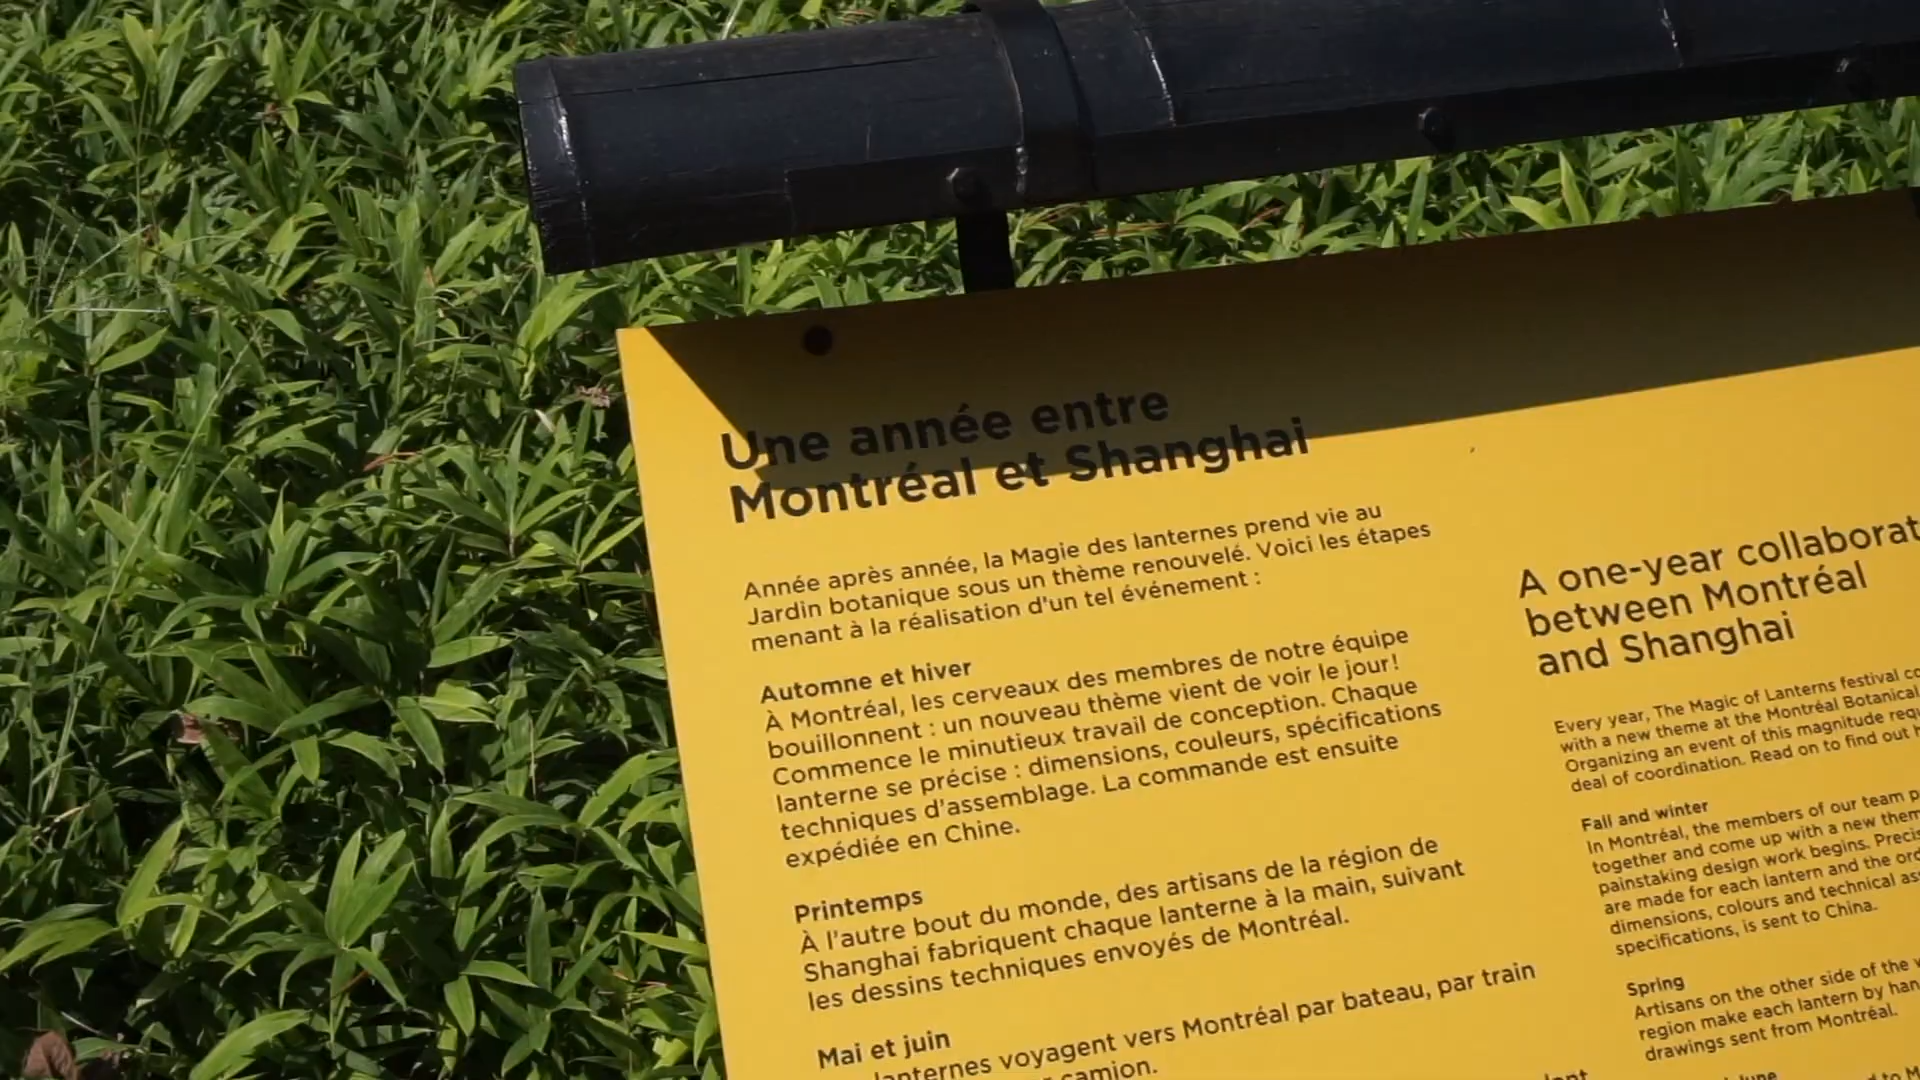 Une année entre
Montréal et Shanghai
Année après année, la Magie des lanternes prend vie au
Jardin botanique sous un thème renouvelé. Voici les étapes
menant à la réalisation d'un tel événement :
Automne et hiver
À Montréal, les cerveaux des membres de notre équipe
bouillonnent : un nouveau thème vient de voir le jour!
Commence le minutieux travail de conception. Chaque
lanterne se précise : dimensions, couleurs, spécifications
techniques d'assemblage. La commande est ensuite
expédiée en Chine.
Printemps
À l'autre bout du monde, des artisans de la région de
Shanghai fabriquent chaque lanterne à la main, suivant
les dessins techniques envoyés de Montréal.
Mai et juin
lanternes voyagent vers Montréal par bateau, par train
camion.
A one-year
between Montréal
and Shanghai
Every year, The Magic of Lanterns festival
with a new theme at the Montréal Botanical
Organizing an event of this magnitude
deal of coordination. Read on to find out
Fall and winter
In Montréal, the members of our team
together and come up with a new
painstaking design work begins.
are made for each lantern and the
dimensions, colours and technical
specifications, is sent to China.
Spring
Artisans on the other side of the
region make each lantern by
drawings sent from Montréal.